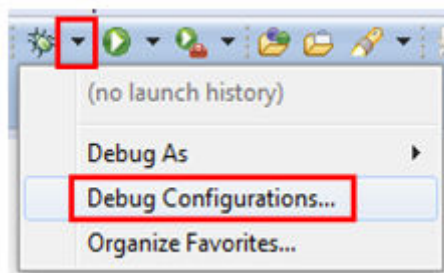 (no launch history)
Debug As
Debug Configurations...
Organize Favorites...